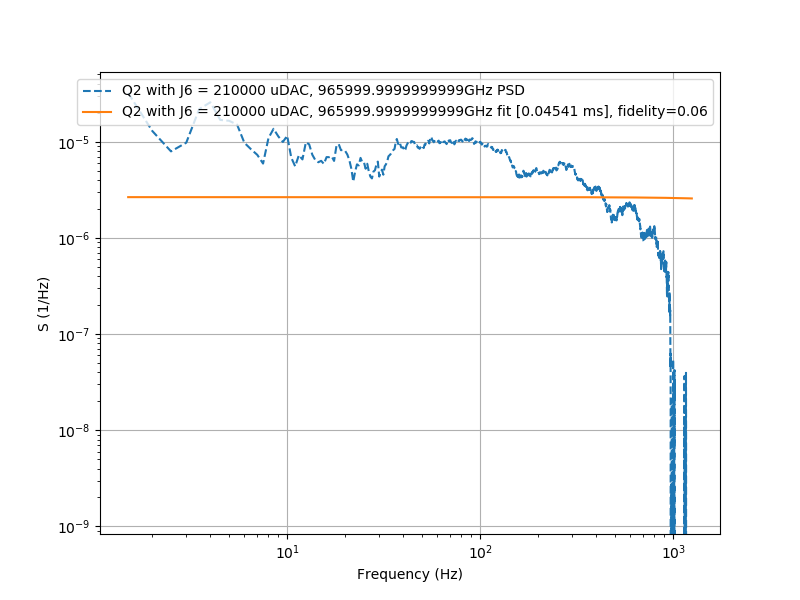 Q2 with J6 = 210000 uDAC, 965999.9999999999GHz PSD
Q2 with J6 = 210000 uDAC, 965999.9999999999GHz fit [0.04541 ms], fidelity=0.06
S (1/Hz)
10⁻⁵
10⁻⁶
10⁻⁷
10⁻⁸
10⁻⁹
10¹ 10² 10³
Frequency (Hz)